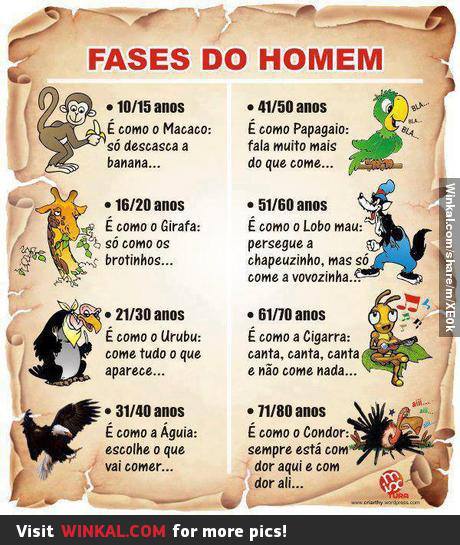 FASES DO HOMEM
• 10/15 anos
É como o Macaco:
só descasca a
banana...
• 16/20 anos
É como o Girafa:
só como os
brotinhos...
• 21/30 anos
É como o Urubu:
come tudo o que
aparece...
• 31/40 anos
É como a Águia:
escolhe o que
vai comer...
• 41/50 anos
É como Papagaio:
fala muito mais
do que come...
BLA...
BLA...
BLA...
• 51/60 anos
É como o Lobo mau:
persegue a
chapeuzinho, mas só
come a vovozinha...
• 61/70 anos
É como a Cigarra:
canta, canta, canta
e não come nada...
• 71/80 anos
É como o Condor:
sempre está com
dor aqui e com
dor ali...
TURA
www.criarthy.wordpress.com
Winkal.com/share/m/XE0k
Visit WINKAL.COM for more pics!